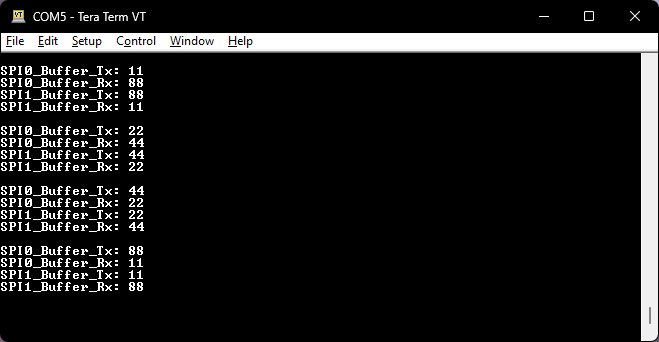 VT
COM5 - Tera Term VT
File Edit Setup Control Window Help
SPI0_Buffer_Tx: 11
SPI0_Buffer_Rx: 88
SPI1_Buffer_Tx: 88
SPI1_Buffer_Rx: 11
SPI0_Buffer_Tx: 22
SPI0_Buffer_Rx: 44
SPI1_Buffer_Tx: 44
SPI1_Buffer_Rx: 22
SPI0_Buffer_Tx: 44
SPI0_Buffer_Rx: 22
SPI1_Buffer_Tx: 22
SPI1_Buffer_Rx: 44
SPI0_Buffer_Tx: 88
SPI0_Buffer_Rx: 11
SPI1_Buffer_Tx: 11
SPI1_Buffer_Rx: 88